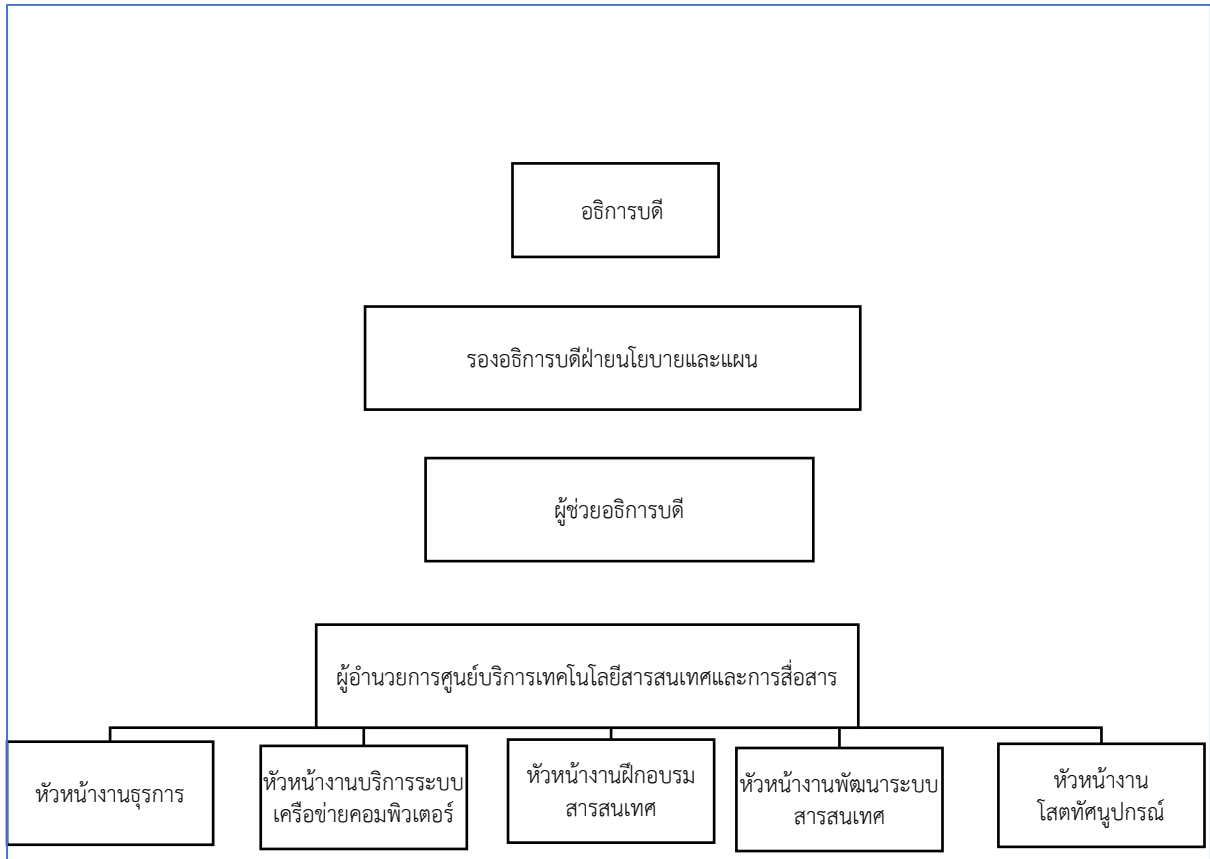 อธิการบดี
รองอธิการบดีฝ่ายนโยบายและแผน
ผู้ช่วยอธิการบดี
ผู้อำนวยการศูนย์บริการเทคโนโลยีสารสนเทศและการสื่อสาร
หัวหน้างานธุรการ
หัวหน้างานบริการระบบ
เครือข่ายคอมพิวเตอร์
หัวหน้างานฝึกอบรม
สารสนเทศ
หัวหน้างานพัฒนาระบบ
สารสนเทศ
หัวหน้างาน
โสตทัศนูปกรณ์